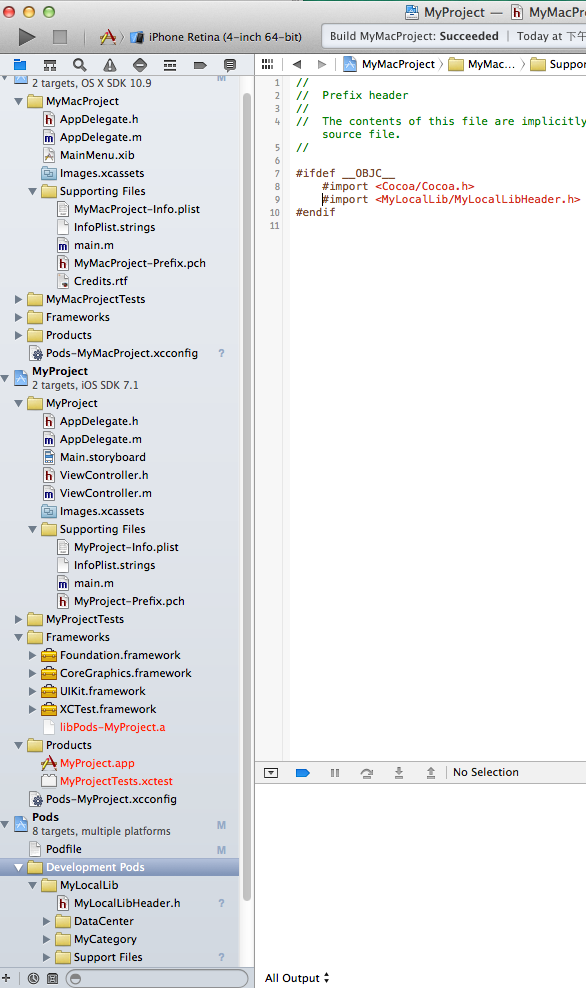 MyProject — MyMacPr
iPhone Retina (4-inch 64-bit)
Build MyMacProject: Succeeded | Today at 下午
MyMacProject
MyMac...
Suppor
2 targets, OS X SDK 10.9
M
MyMacProject
AppDelegate.h
AppDelegate.m
MainMenu.xib
Images.xcassets
Supporting Files
MyMacProject-Info.plist
InfoPlist.strings
main.m
MyMacProject-Prefix.pch
Credits.rtf
MyMacProjectTests
Frameworks
Products
Pods-MyMacProject.xcconfig ?
MyProject
2 targets, iOS SDK 7.1
MyProject
AppDelegate.h
AppDelegate.m
Main.storyboard
ViewController.h
ViewController.m
Images.xcassets
Supporting Files
MyProject-Info.plist
InfoPlist.strings
main.m
MyProject-Prefix.pch
MyProjectTests
Frameworks
Foundation.framework
CoreGraphics.framework
UIKit.framework
XCTest.framework
libPods-MyProject.a
Products
MyProject.app
MyProjectTests.xctest
Pods-MyProject.xcconfig
Pods
8 targets, multiple platforms M
Podfile M
Development Pods
MyLocalLib
MyLocalLibHeader.h ?
DataCenter
MyCategory
Support Files ?
1 //
2 //  Prefix header
3 //
4 //  The contents of this file are implicitly
source file.
5 //
6
7 #ifdef __OBJC__
8 #import <Cocoa/Cocoa.h>
9 #import <MyLocalLib/MyLocalLibHeader.h>
10 #endif
11
No Selection
All Output